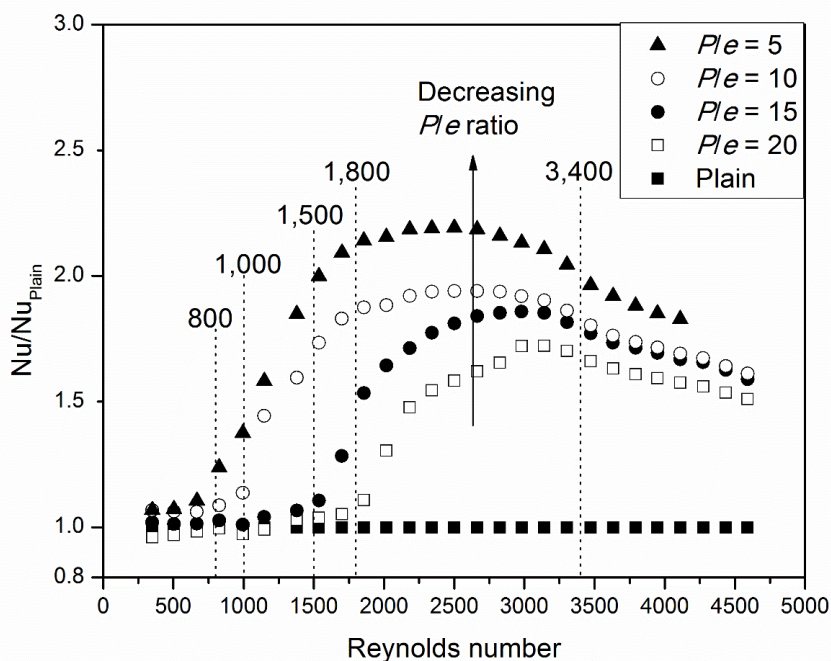 3.0
2.5
2.0
1.5
1.0
0.8
Nu/Nu_Plain
P/e = 5
P/e = 10
P/e = 15
P/e = 20
Plain
Decreasing
P/e ratio
800
1,000
1,500
1,800
3,400
0 500 1000 1500 2000 2500 3000 3500 4000 4500 5000
Reynolds number